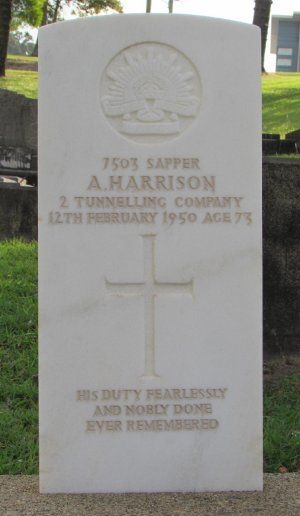 7503 SAPPER
A. HARRISON
2 TUNNELLING COMPANY
12TH FEBRUARY 1950 AGE 73
HIS DUTY FEARLESSLY
AND NOBLY DONE
EVER REMEMBERED